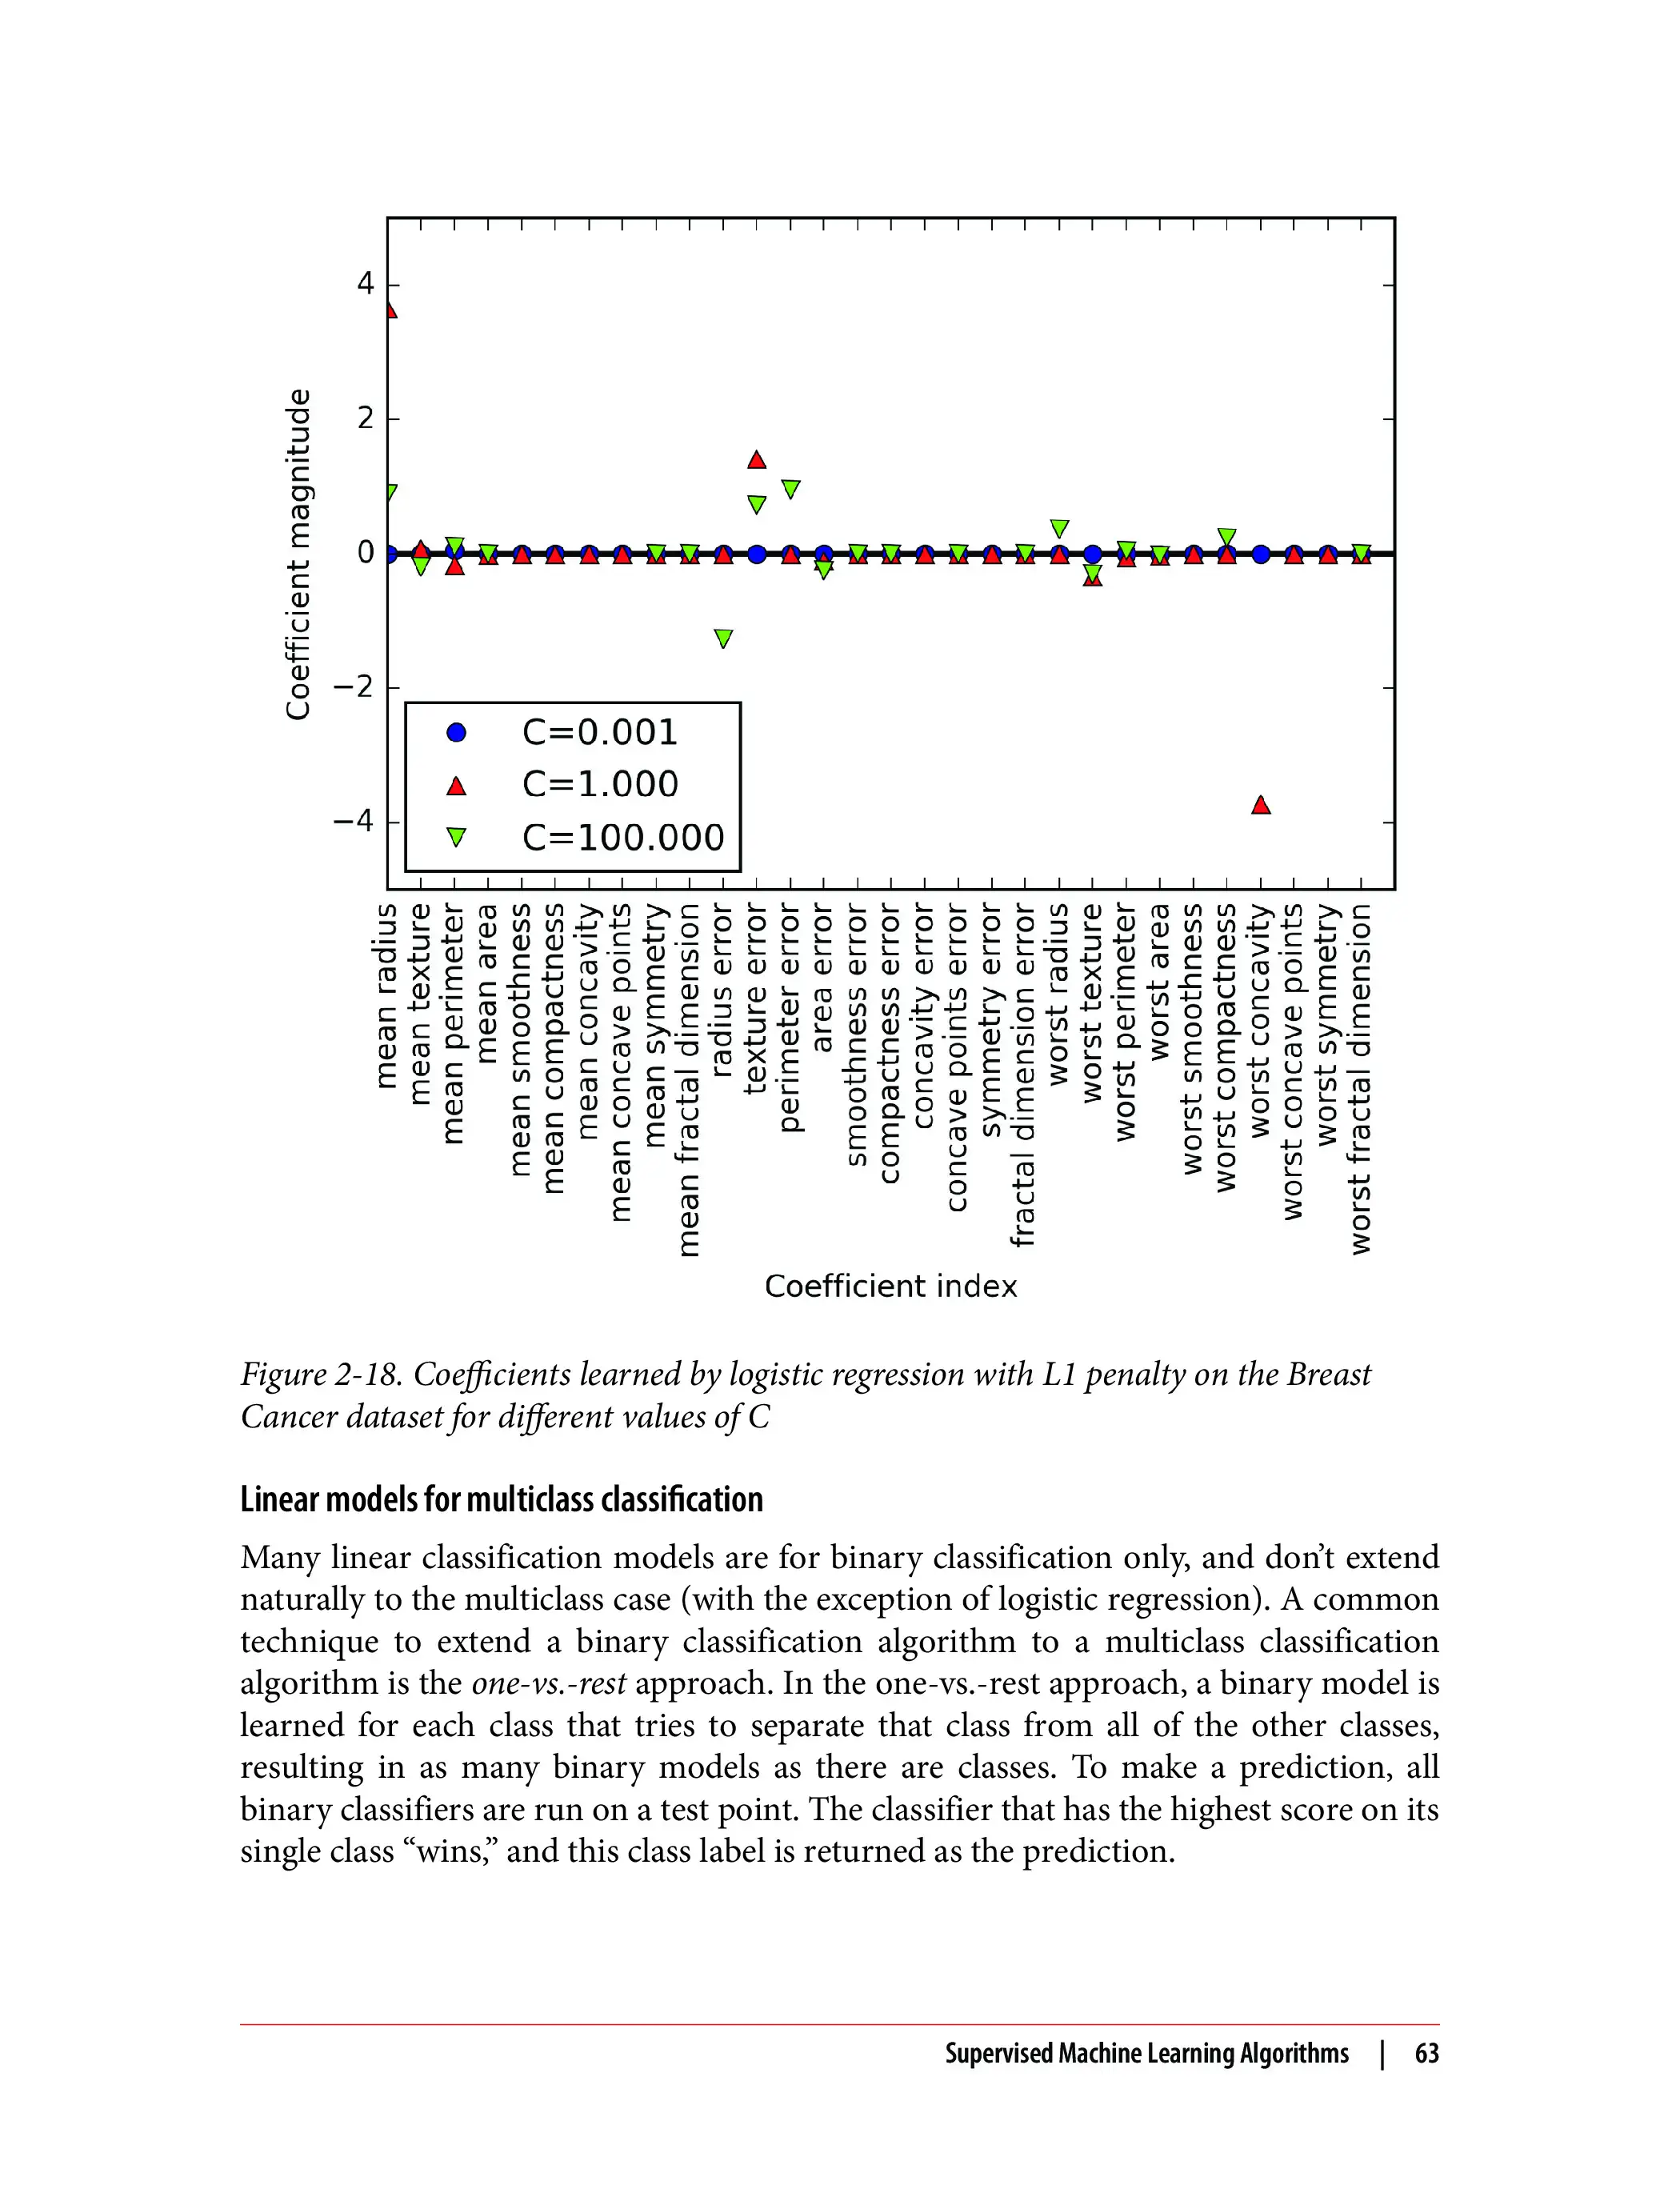 4
2
0
−2
−4
Coefficient magnitude
C=0.001
C=1.000
C=100.000
mean radius
mean texture
mean perimeter
mean area
mean smoothness
mean compactness
mean concavity
mean concave points
mean symmetry
mean fractal dimension
radius error
texture error
perimeter error
area error
smoothness error
compactness error
concavity error
concave points error
symmetry error
fractal dimension error
worst radius
worst texture
worst perimeter
worst area
worst smoothness
worst compactness
worst concavity
worst concave points
worst symmetry
worst fractal dimension
Coefficient index
Figure 2-18. Coefficients learned by logistic regression with L1 penalty on the Breast
Cancer dataset for different values of C
Linear models for multiclass classification
Many linear classification models are for binary classification only, and don’t extend
naturally to the multiclass case (with the exception of logistic regression). A common
technique to extend a binary classification algorithm to a multiclass classification
algorithm is the one-vs.-rest approach. In the one-vs.-rest approach, a binary model is
learned for each class that tries to separate that class from all of the other classes,
resulting in as many binary models as there are classes. To make a prediction, all
binary classifiers are run on a test point. The classifier that has the highest score on its
single class “wins,” and this class label is returned as the prediction.
Supervised Machine Learning Algorithms | 63